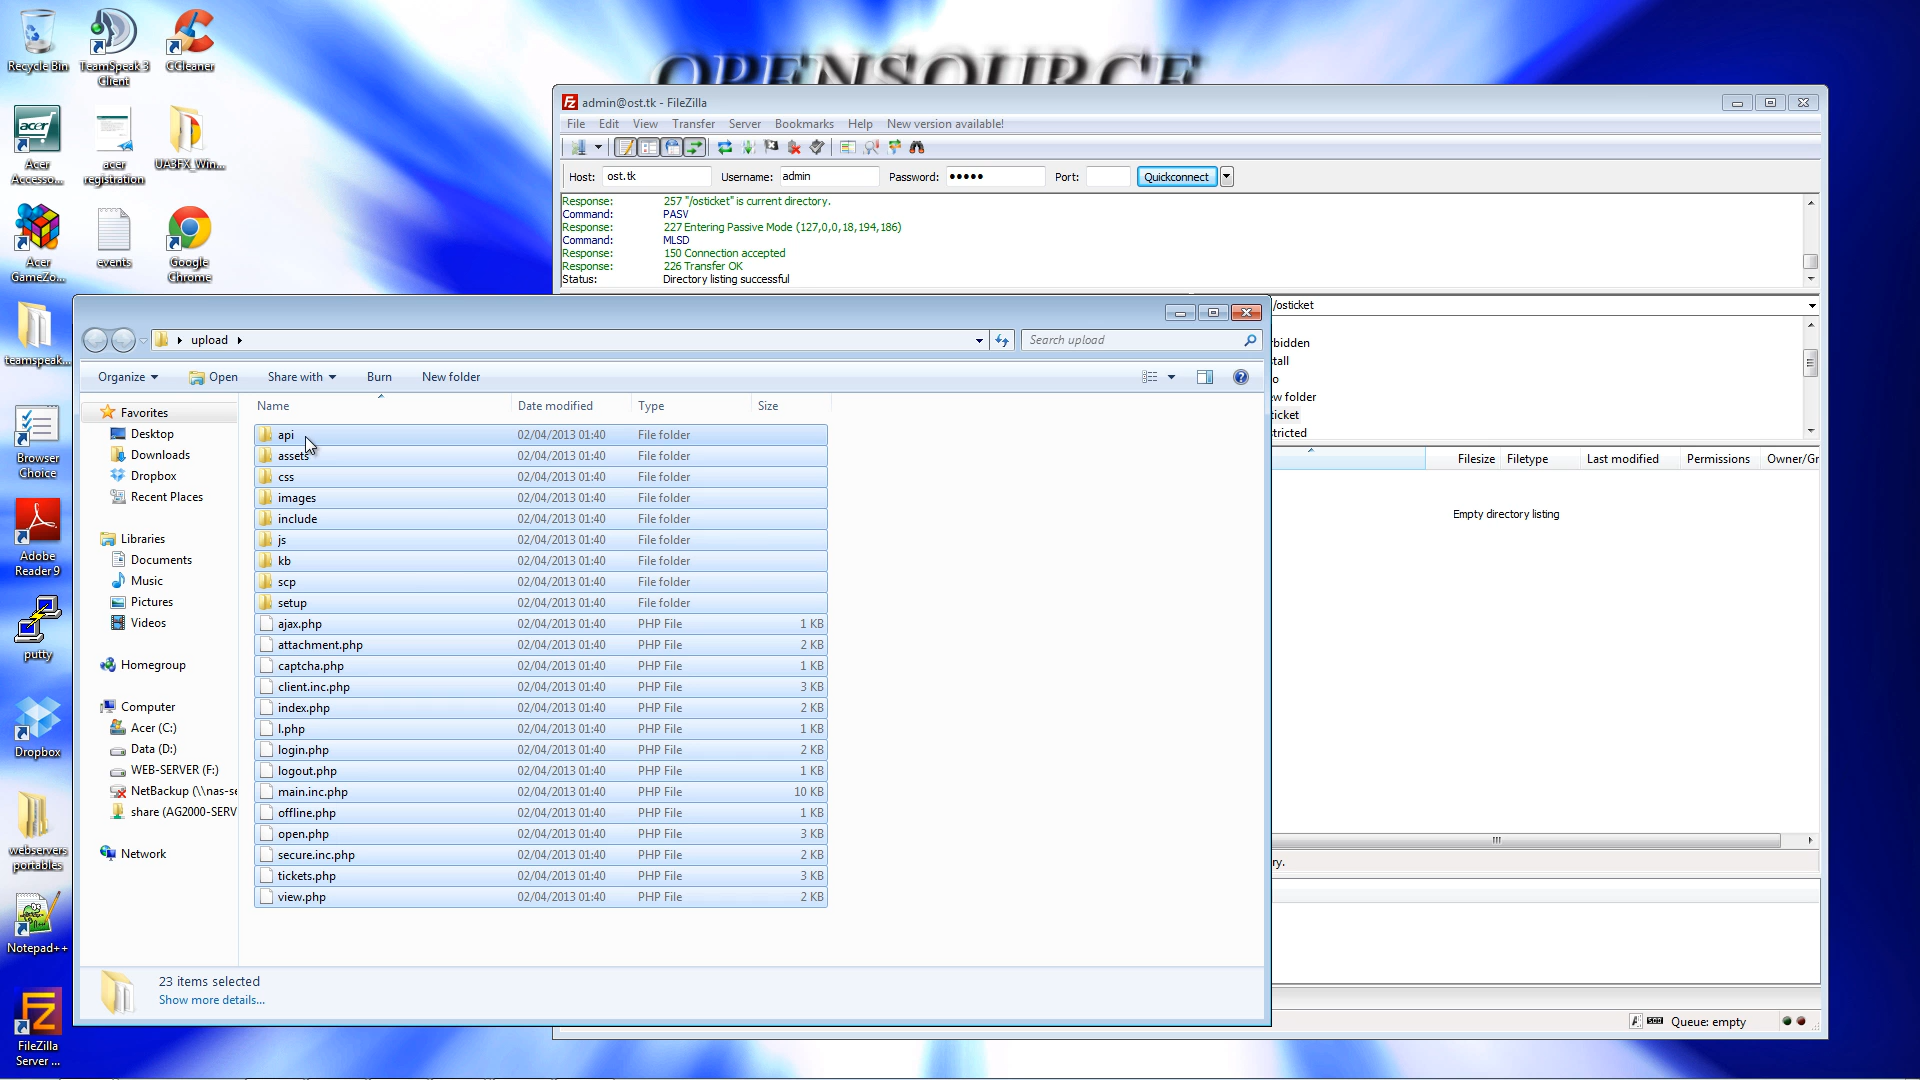 Recycle Bin
TeamSpeak 3
Client
CCleaner
acer
Acer
Accesso...
acer
registration
UA3FX_Win...
Acer
GameZo...
events
Google
Chrome
teamspeak...
Browser
Choice
Adobe
Reader 9
putty
Dropbox
webservers
portables
Notepad++
FileZilla
Server ...
OPENSOURCE
admin@ost.tk - FileZilla
File Edit View Transfer Server Bookmarks Help New version available!
Host: ost.tk Username: admin Password: ●●●●● Port: Quickconnect
Response: 257 "/osticket" is current directory.
Command: PASV
Response: 227 Entering Passive Mode (127,0,0,18,194,186)
Command: MLSD
Response: 150 Connection accepted
Response: 226 Transfer OK
Status: Directory listing successful
/osticket
rbidden
tall
o
ew folder
ticket
stricted
Filesize Filetype Last modified Permissions Owner/Gr
Empty directory listing
ry.
Queue: empty
upload
Search upload
Organize Open Share with Burn New folder
Favorites
Desktop
Downloads
Dropbox
Recent Places
Libraries
Documents
Music
Pictures
Videos
Homegroup
Computer
Acer (C:)
Data (D:)
WEB-SERVER (F:)
NetBackup (\\nas-se
share (AG2000-SERV
Network
Name Date modified Type Size
api 02/04/2013 01:40 File folder
assets 02/04/2013 01:40 File folder
css 02/04/2013 01:40 File folder
images 02/04/2013 01:40 File folder
include 02/04/2013 01:40 File folder
js 02/04/2013 01:40 File folder
kb 02/04/2013 01:40 File folder
scp 02/04/2013 01:40 File folder
setup 02/04/2013 01:40 File folder
ajax.php 02/04/2013 01:40 PHP File 1 KB
attachment.php 02/04/2013 01:40 PHP File 2 KB
captcha.php 02/04/2013 01:40 PHP File 1 KB
client.inc.php 02/04/2013 01:40 PHP File 3 KB
index.php 02/04/2013 01:40 PHP File 2 KB
l.php 02/04/2013 01:40 PHP File 1 KB
login.php 02/04/2013 01:40 PHP File 2 KB
logout.php 02/04/2013 01:40 PHP File 1 KB
main.inc.php 02/04/2013 01:40 PHP File 10 KB
offline.php 02/04/2013 01:40 PHP File 1 KB
open.php 02/04/2013 01:40 PHP File 3 KB
secure.inc.php 02/04/2013 01:40 PHP File 2 KB
tickets.php 02/04/2013 01:40 PHP File 3 KB
view.php 02/04/2013 01:40 PHP File 2 KB
23 items selected
Show more details...